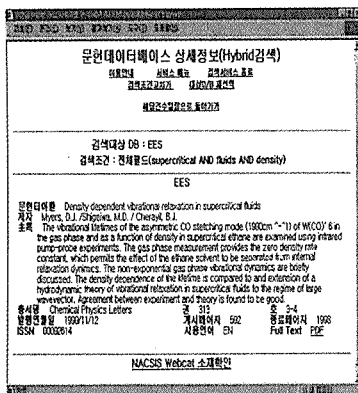 문헌데이터베이스 상세정보(Hybrid검색)
이용안내 서비스 메뉴 검색서비스 종료
검색조건고치기 대상D/B 재선택
해당건수일람으로 돌아가기
검색대상 DB : EES
검색조건 : 전체필드(supercritical AND fluids AND density)
EES
문헌타이틀 Density dependent vibrational relaxation in supercritical fluids
저자 Myers, D.J. /Shigeiwa, M.D. / Cherayil, B.J.
초록 The vibrational lifetimes of the asymmetric CO stetching mode (1990cm ^-^1) of W(CO)' 6 in
the gas phase and as a function of density in supercritical ethane are examined using infrared
pump-probe experiments. The gas phase measurement provides the zero density rate
constant, which permits the effect of the ethane solvent to be separated from internal
relaxation dynmics. The non-exponential gas phase vibrational dynamics are briefly
discussed. The density dependence of the lifetime is compared to and extension of a
hydrodynamic theory of vibrational relaxation in supercritical fluids to the regime of large
wavevector. Agreement between experiment and theory is found to be good.
총서명 Chemical Physics Letters 권 313 호 3-4
발행년월일 1999/11/12 게시페이지 592 종료페이지 1998
ISSN 00092614 사용언어 EN Full Text PDF
NACSIS Webcat 소재확인